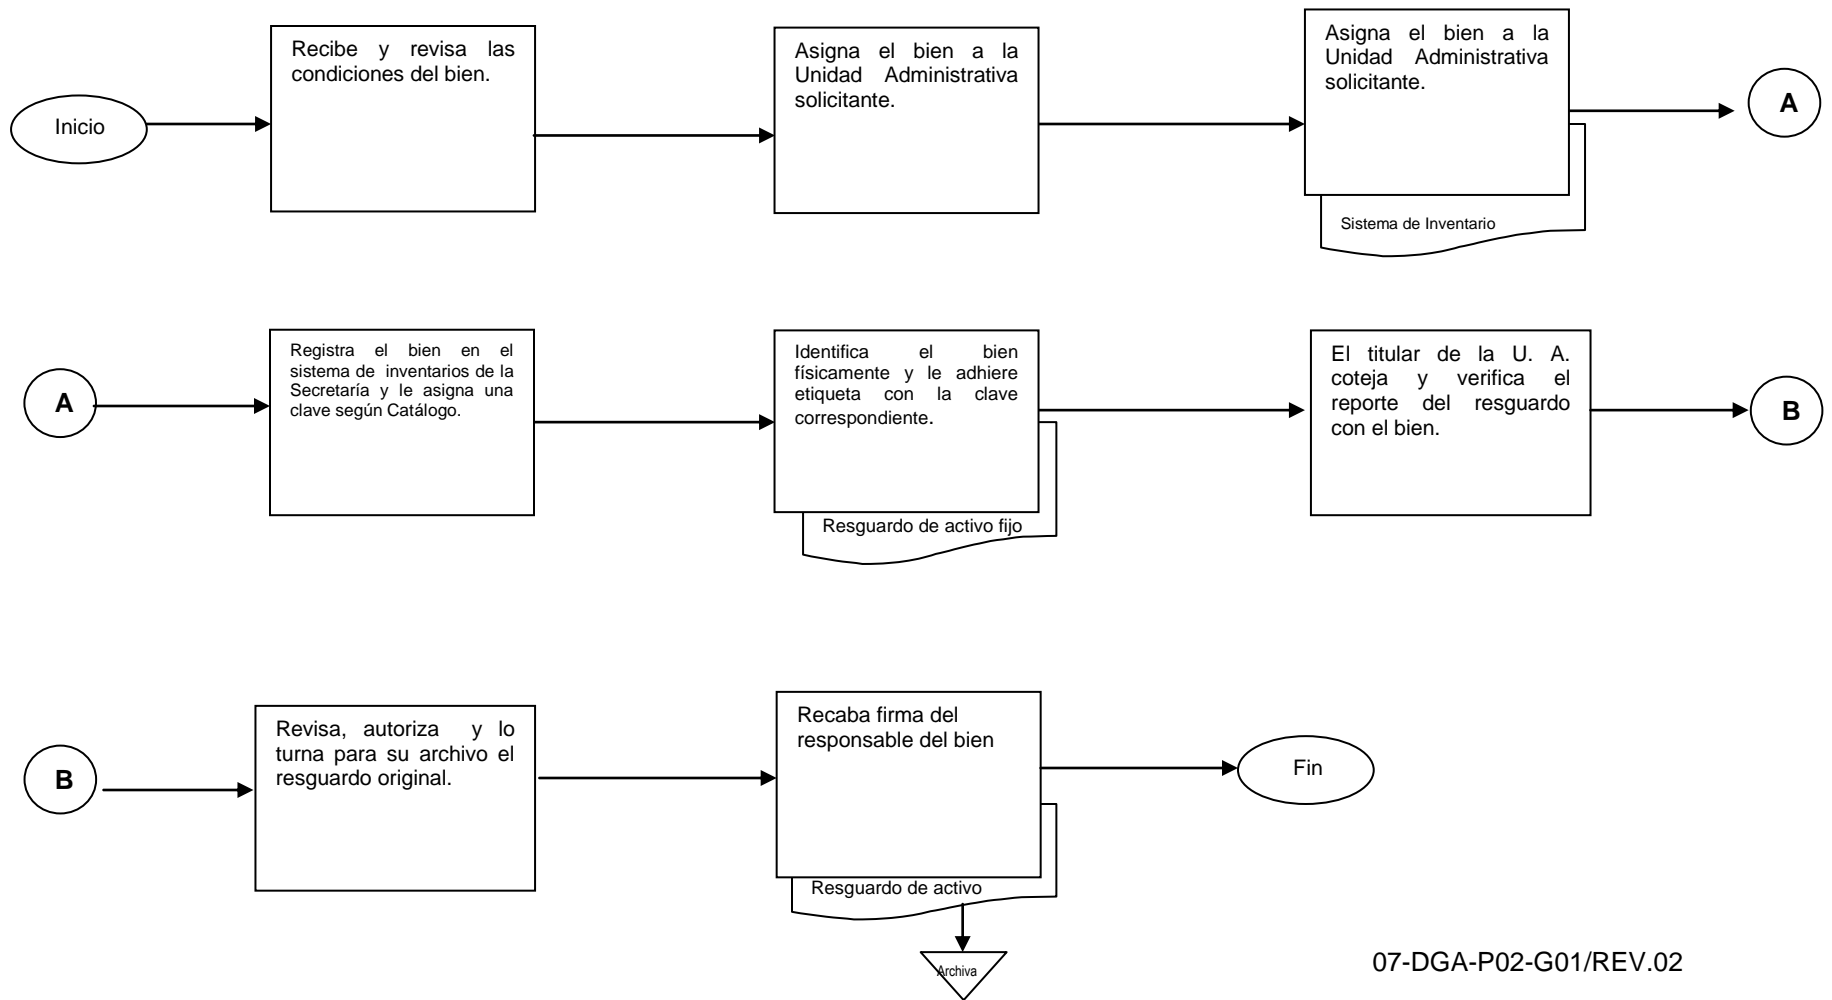 Inicio
Recibe y revisa las
condiciones del bien.
Asigna el bien a la
Unidad Administrativa
solicitante.
Asigna el bien a la
Unidad Administrativa
solicitante.
Sistema de Inventario
A
A
Registra el bien en el
sistema de inventarios de la
Secretaría y le asigna una
clave según Catálogo.
Identifica el bien
físicamente y le adhiere
etiqueta con la clave
correspondiente.
Resguardo de activo fijo
El titular de la U. A.
coteja y verifica el
reporte del resguardo
con el bien.
B
B
Revisa, autoriza y lo
turna para su archivo el
resguardo original.
Recaba firma del
responsable del bien
Resguardo de activo
Archiva
Fin
07-DGA-P02-G01/REV.02